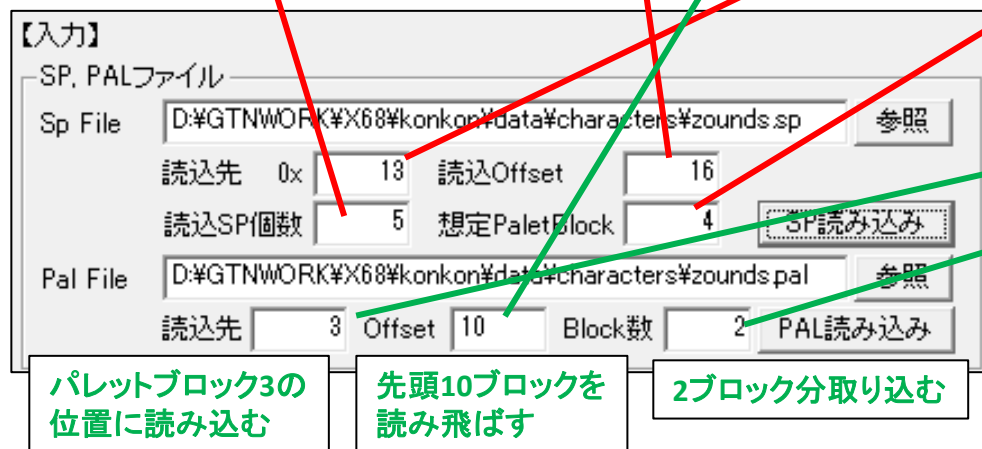 【入力】
SP, PALファイル
Sp File D:¥GTNWORK¥X68¥konkon¥data¥characters¥zounds.sp 参照
読込先 0x 13 読込Offset 16
読込SP個数 5 想定PaletBlock 4 SP読み込み
Pal File D:¥GTNWORK¥X68¥konkon¥data¥characters¥zounds.pal 参照
読込先 3 Offset 10 Block数 2 PAL読み込み
パレットブロック3の
位置に読み込む
先頭10ブロックを
読み飛ばす
2ブロック分取り込む